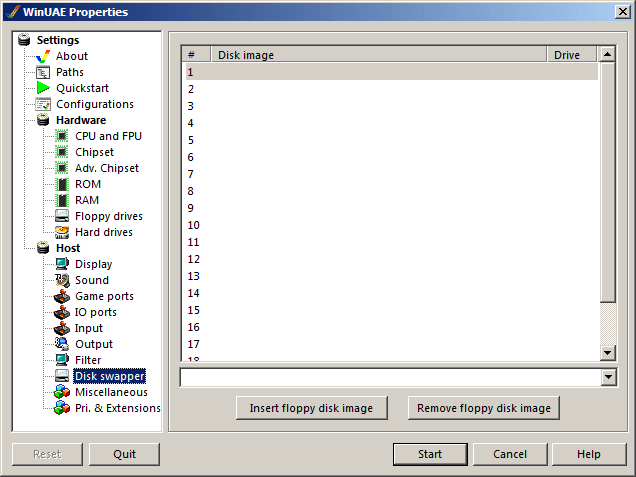 WinUAE Properties
Settings
About
Paths
Quickstart
Configurations
Hardware
CPU and FPU
Chipset
Adv. Chipset
ROM
RAM
Floppy drives
Hard drives
Host
Display
Sound
Game ports
IO ports
Input
Output
Filter
Disk swapper
Miscellaneous
Pri. & Extensions
# Disk image Drive
1
2
3
4
5
6
7
8
9
10
11
12
13
14
15
16
17
18
Insert floppy disk image Remove floppy disk image
Reset Quit Start Cancel Help